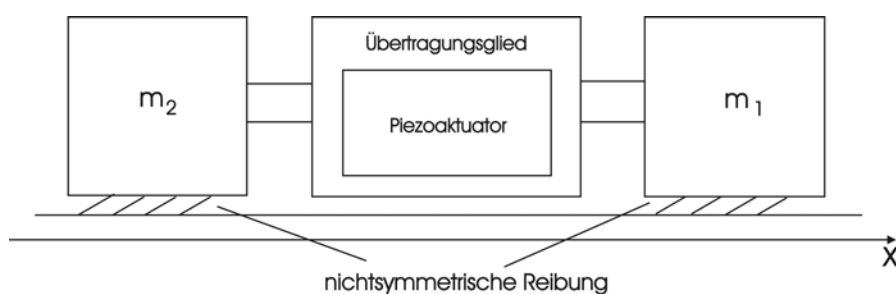 Übertragungsglied
m2
Piezoaktuator
m1
X
nichtsymmetrische Reibung